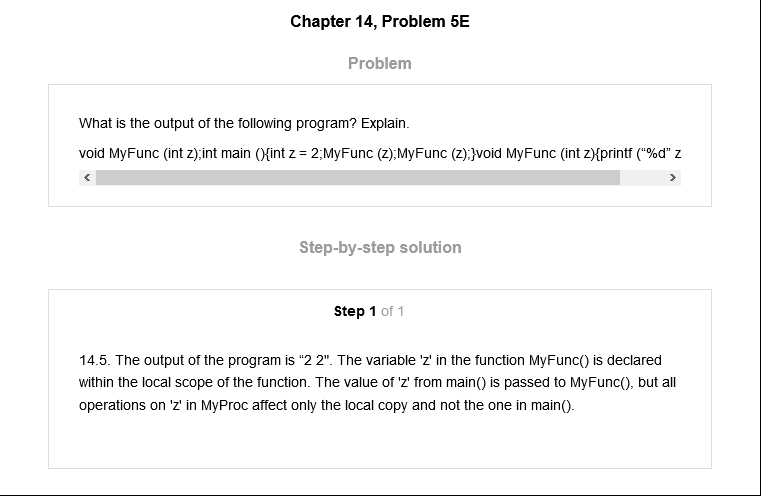 Chapter 14, Problem 5E
Problem
What is the output of the following program? Explain.
void MyFunc (int z);int main (){int z = 2;MyFunc (z);MyFunc (z);}void MyFunc (int z){printf (“%d” z
Step-by-step solution
Step 1 of 1
14.5. The output of the program is “2 2". The variable 'z' in the function MyFunc() is declared
within the local scope of the function. The value of 'z' from main() is passed to MyFunc(), but all
operations on 'z' in MyProc affect only the local copy and not the one in main().